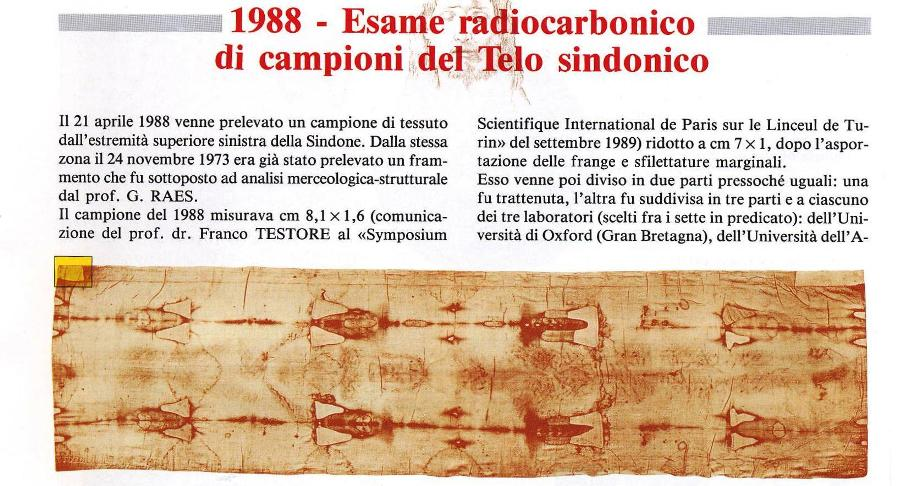 1988 - Esame radiocarbonico
di campioni del Telo sindonico
Il 21 aprile 1988 venne prelevato un campione di tessuto
dall'estremità superiore sinistra della Sindone. Dalla stessa
zona il 24 novembre 1973 era già stato prelevato un fram-
mento che fu sottoposto ad analisi merceologica-strutturale
dal prof. G. RAES.
Il campione del 1988 misurava cm 8,1 × 1,6 (comunica-
zione del prof. dr. Franco TESTORE al «Symposium
Scientifique International de Paris sur le Linceul de Tu-
rin» del settembre 1989) ridotto a cm 7 × 1, dopo l'aspor-
tazione delle frange e sfilettature marginali.
Esso venne poi diviso in due parti pressoché uguali: una
fu trattenuta, l'altra fu suddivisa in tre parti e a ciascuno
dei tre laboratori (scelti fra i sette in predicato): dell'Uni-
versità di Oxford (Gran Bretagna), dell'Università dell'A-